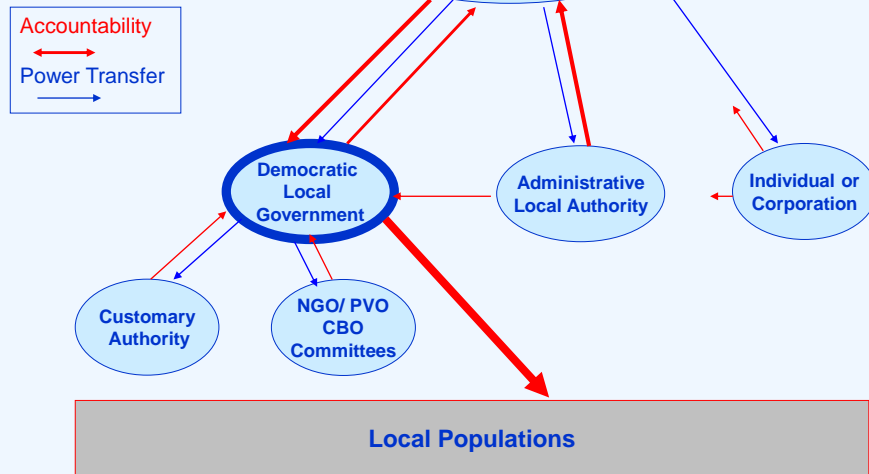 Accountability
Power Transfer
Democratic
Local
Government
Administrative
Local Authority
Individual or
Corporation
Customary
Authority
NGO/ PVO
CBO
Committees
Local Populations